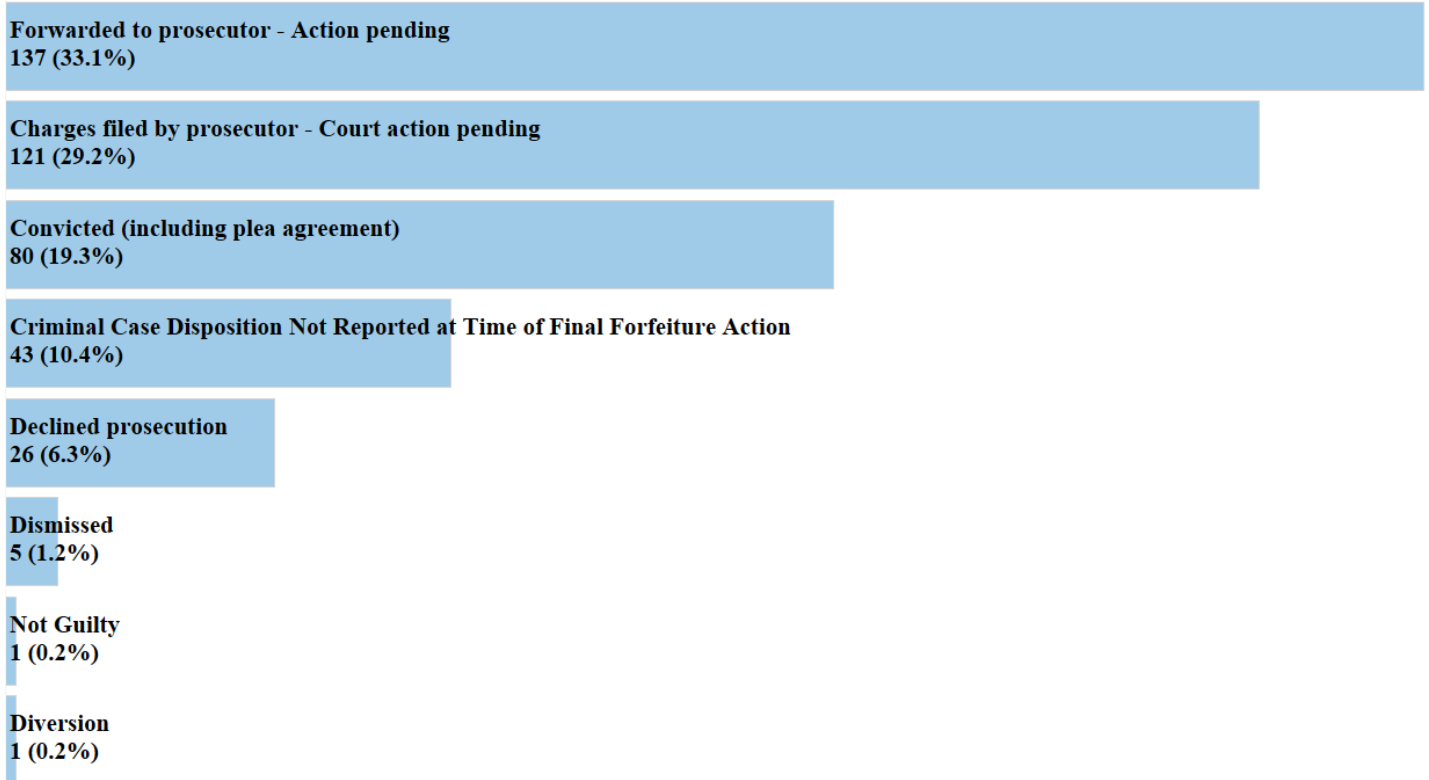 Forwarded to prosecutor - Action pending
137 (33.1%)
Charges filed by prosecutor - Court action pending
121 (29.2%)
Convicted (including plea agreement)
80 (19.3%)
Criminal Case Disposition Not Reported at Time of Final Forfeiture Action
43 (10.4%)
Declined prosecution
26 (6.3%)
Dismissed
5 (1.2%)
Not Guilty
1 (0.2%)
Diversion
1 (0.2%)